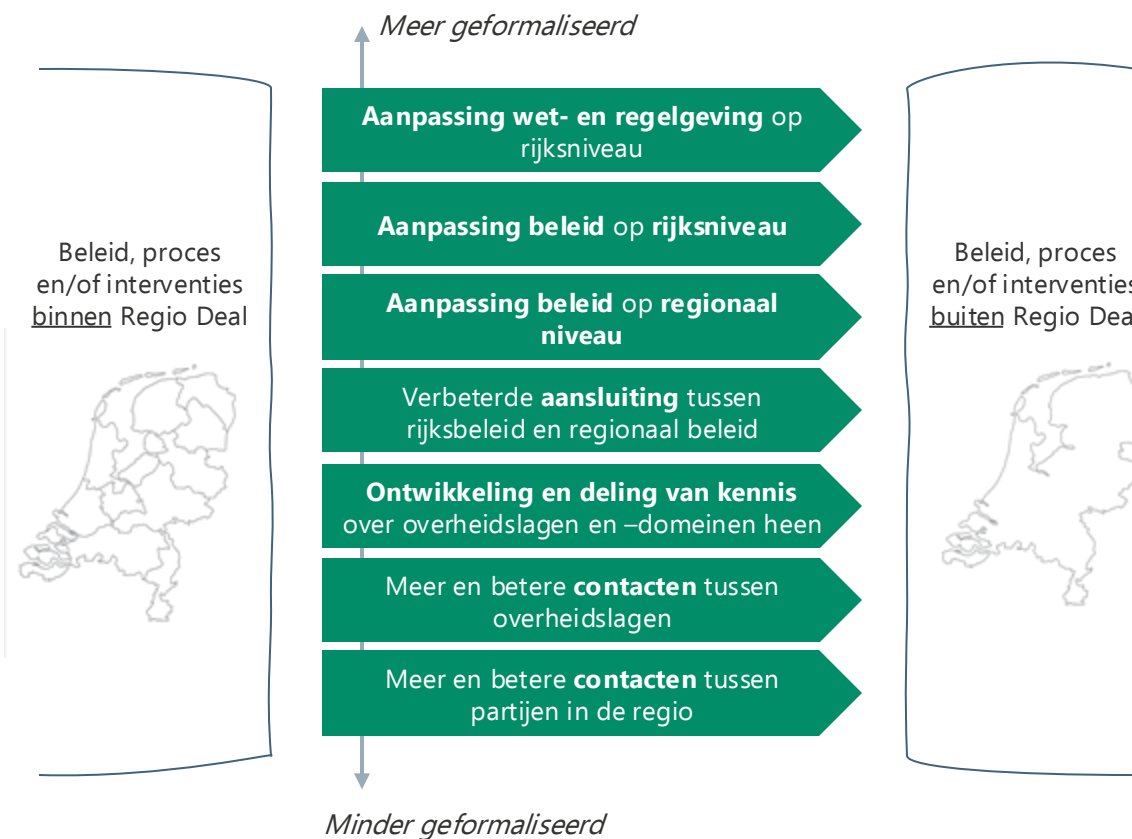 Meer geformaliseerd
Aanpassing wet- en regelgeving op
rijksniveau
Aanpassing beleid op rijksniveau
Aanpassing beleid op regionaal
niveau
Verbeterde aansluiting tussen
rijksbeleid en regionaal beleid
Ontwikkeling en deling van kennis
over overheidslagen en –domeinen heen
Meer en betere contacten tussen
overheidslagen
Meer en betere contacten tussen
partijen in de regio
Minder geformaliseerd
Beleid, proces
en/of interventies
binnen Regio Deal
Beleid, proces
en/of interventies
buiten Regio Deal